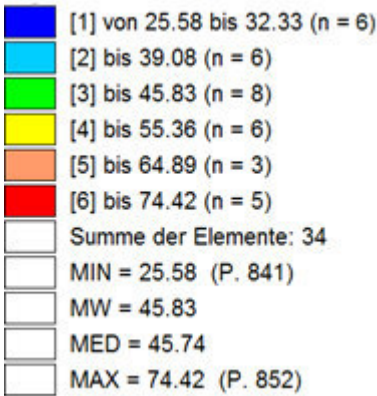 [1] von 25.58 bis 32.33 (n = 6)
[2] bis 39.08 (n = 6)
[3] bis 45.83 (n = 8)
[4] bis 55.36 (n = 6)
[5] bis 64.89 (n = 3)
[6] bis 74.42 (n = 5)
Summe der Elemente: 34
MIN = 25.58 (P. 841)
MW = 45.83
MED = 45.74
MAX = 74.42 (P. 852)